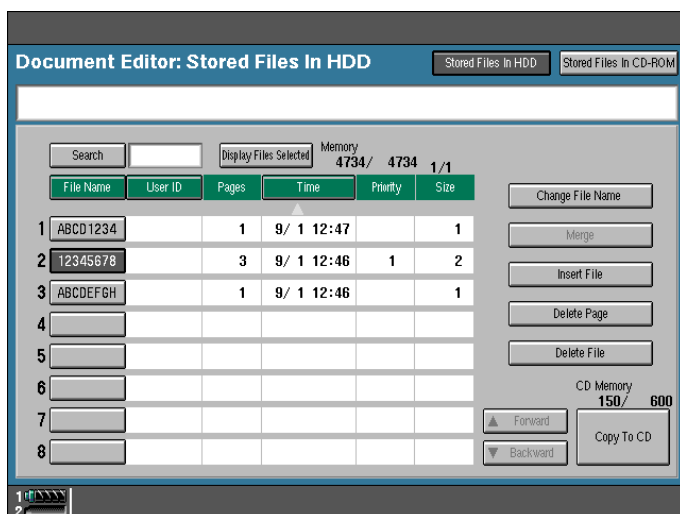 Document Editor: Stored Files In HDD Stored Files In HDD Stored Files In CD-ROM
Search Display Files Selected Memory 4734/ 4734 1/1
File Name User ID Pages Time Priority Size
1 ABCD1234 1 9/ 1 12:47 1
2 12345678 3 9/ 1 12:46 1 2
3 ABCDEFGH 1 9/ 1 12:46 1
4
5
6
7
8
Change File Name
Merge
Insert File
Delete Page
Delete File
CD Memory
150/ 600
Forward
Backward
Copy To CD
1
2